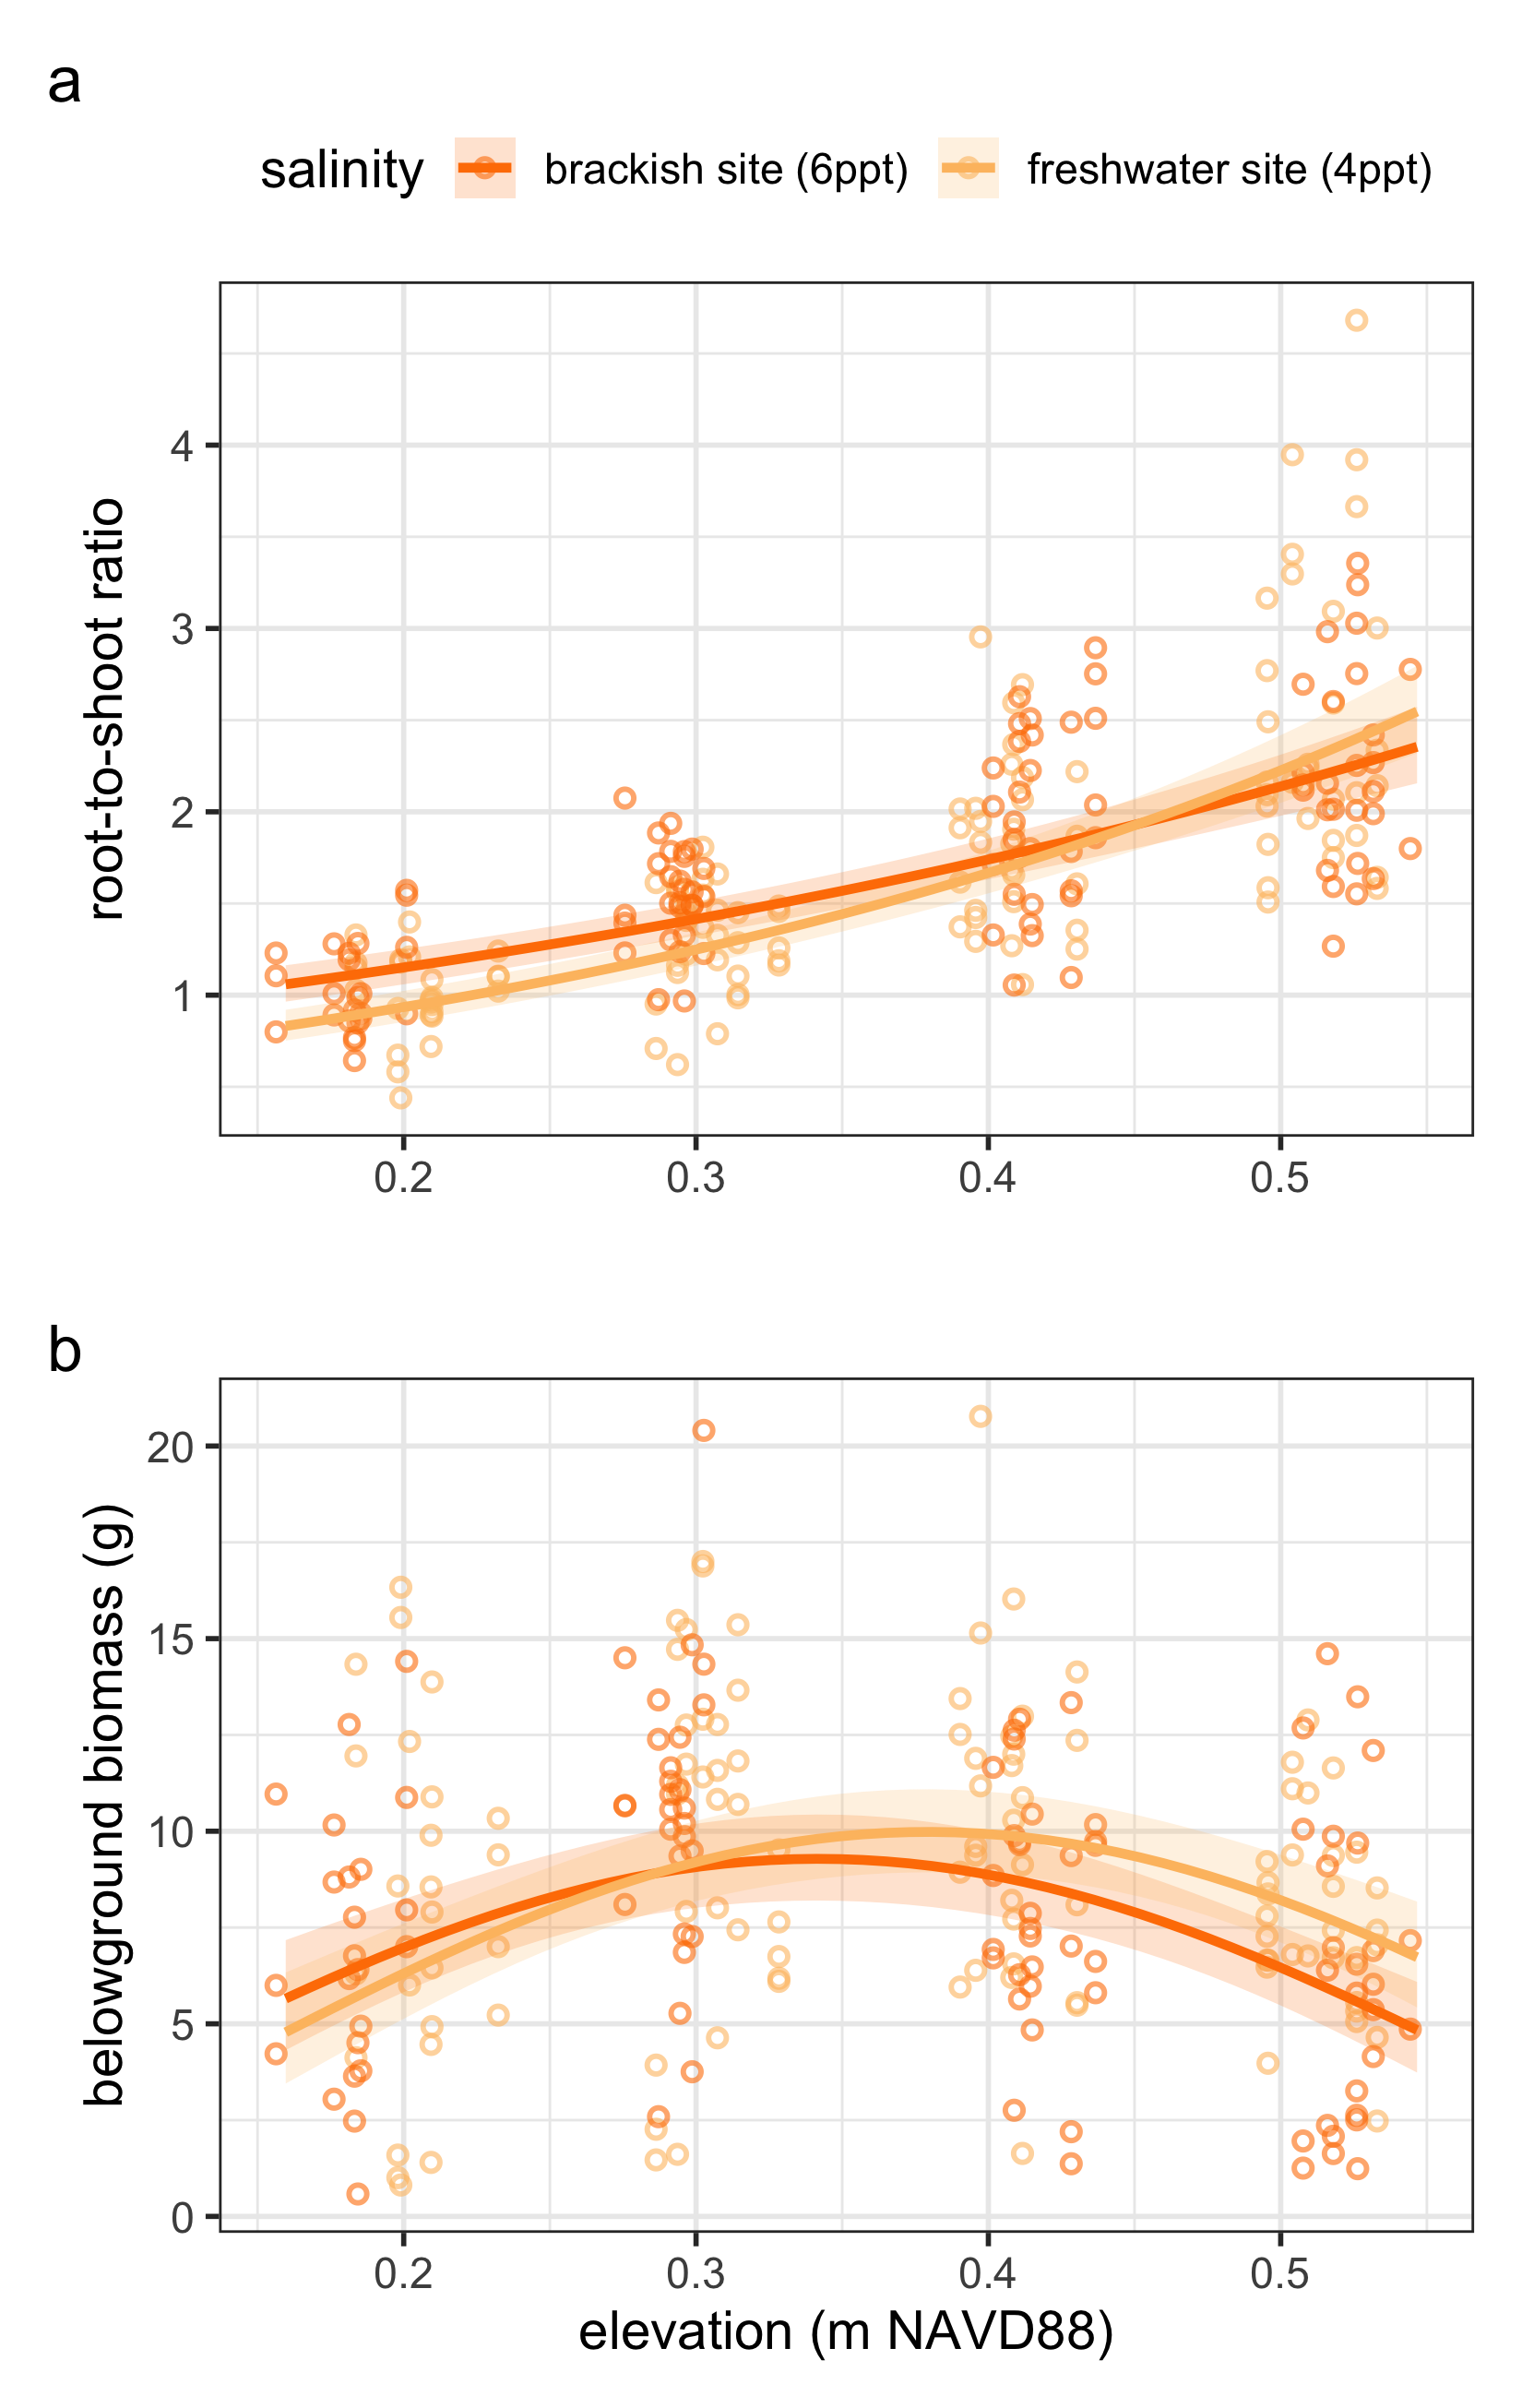 a
salinity brackish site (6ppt) freshwater site (4ppt)
root-to-shoot ratio
4
3
2
1
0.2 0.3 0.4 0.5
b
belowground biomass (g)
20
15
10
5
0
0.2 0.3 0.4 0.5
elevation (m NAVD88)